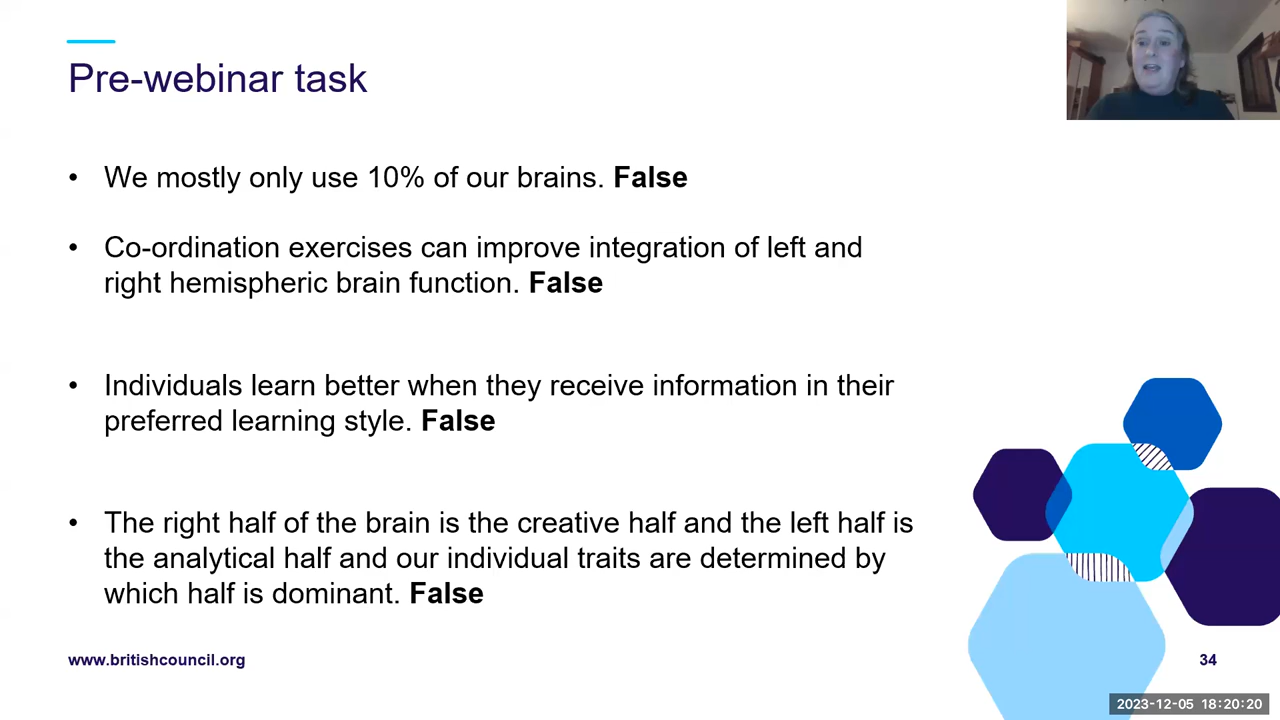 Pre-webinar task
• We mostly only use 10% of our brains. False
• Co-ordination exercises can improve integration of left and
right hemispheric brain function. False
• Individuals learn better when they receive information in their
preferred learning style. False
• The right half of the brain is the creative half and the left half is
the analytical half and our individual traits are determined by
which half is dominant. False
www.britishcouncil.org
34
2023-12-05 18:20:20